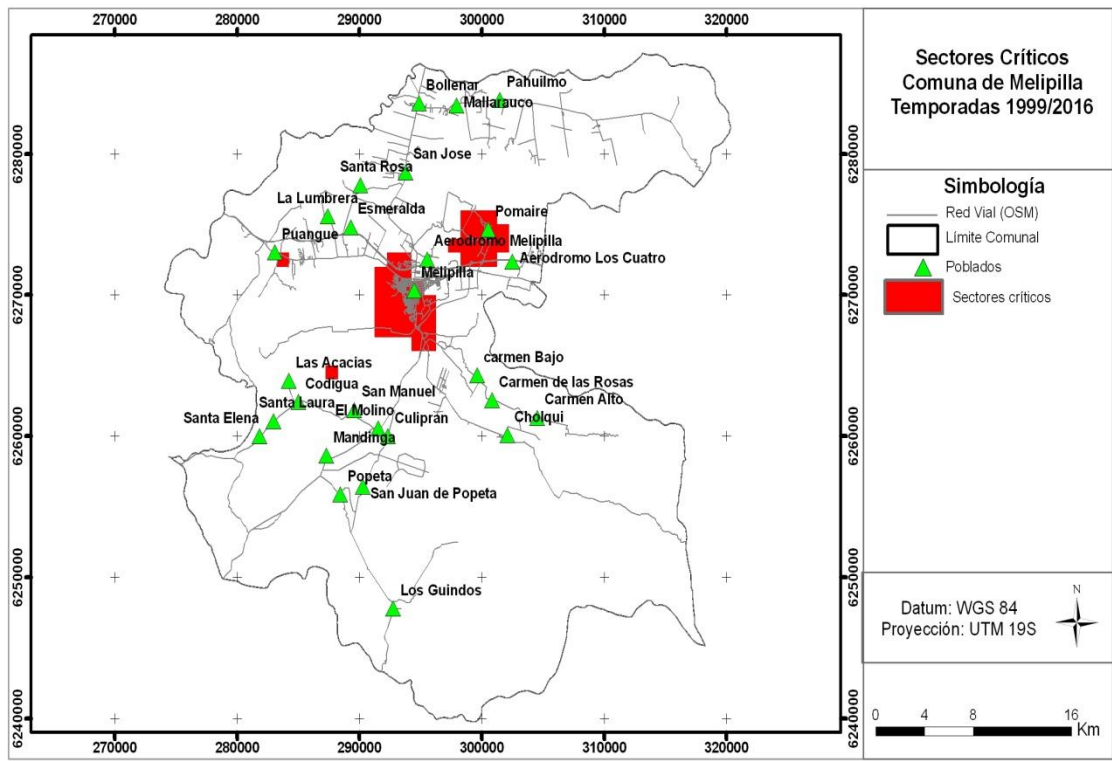 270000 280000 290000 300000 310000 320000
Sectores Críticos
Comuna de Melipilla
Temporadas 1999/2016
Simbología
Red Vial (OSM)
Límite Comunal
Poblados
Sectores críticos
Datum: WGS 84
Proyección: UTM 19S
N
0 4 8 16 Km
6280000 6280000
6270000 6270000
6260000 6260000
6250000 6250000
6240000 6240000
Bollenar
Pahuilmo
Mallarauco
San Jose
Santa Rosa
La Lumbrera
Esmeralda
Pomaire
Puangue
Aerodromo Melipilla
Aerodromo Los Cuatro
Melipilla
Las Acacias
carmen Bajo
Codigua
San Manuel
Carmen de las Rosas
Santa Laura
El Molino
Carmen Alto
Santa Elena
Culiprán
Cholqui
Mandinga
Popeta
San Juan de Popeta
Los Guindos
270000 280000 290000 300000 310000 320000